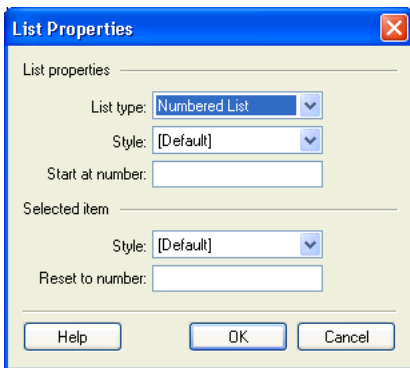 List Properties
List properties
List type: Numbered List
Style: [Default]
Start at number:
Selected item
Style: [Default]
Reset to number:
Help OK Cancel